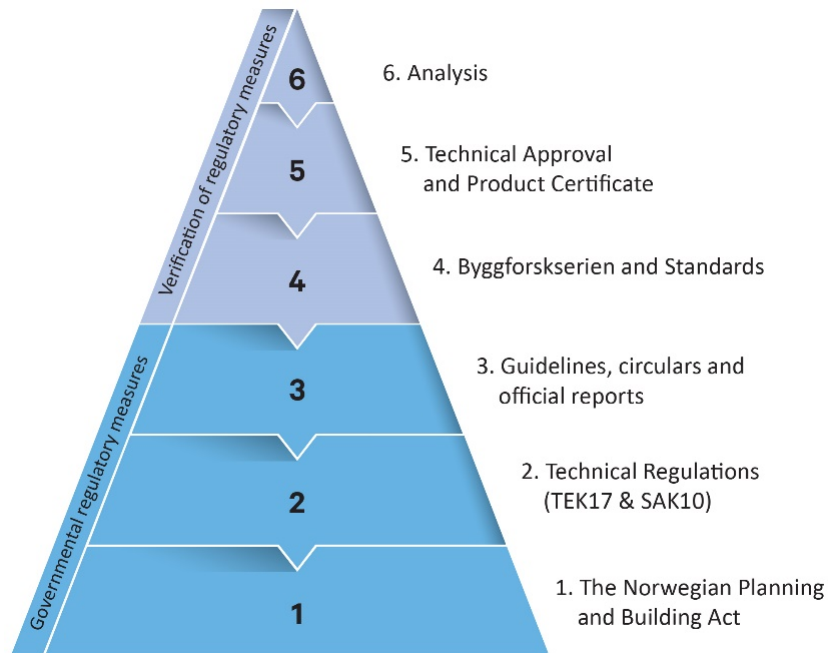 6
6. Analysis
5
5. Technical Approval
and Product Certificate
4
4. Byggforskserien and Standards
3
3. Guidelines, circulars and
official reports
2
2. Technical Regulations
(TEK17 & SAK10)
1
1. The Norwegian Planning
and Building Act
Verification of regulatory measures
Governmental regulatory measures